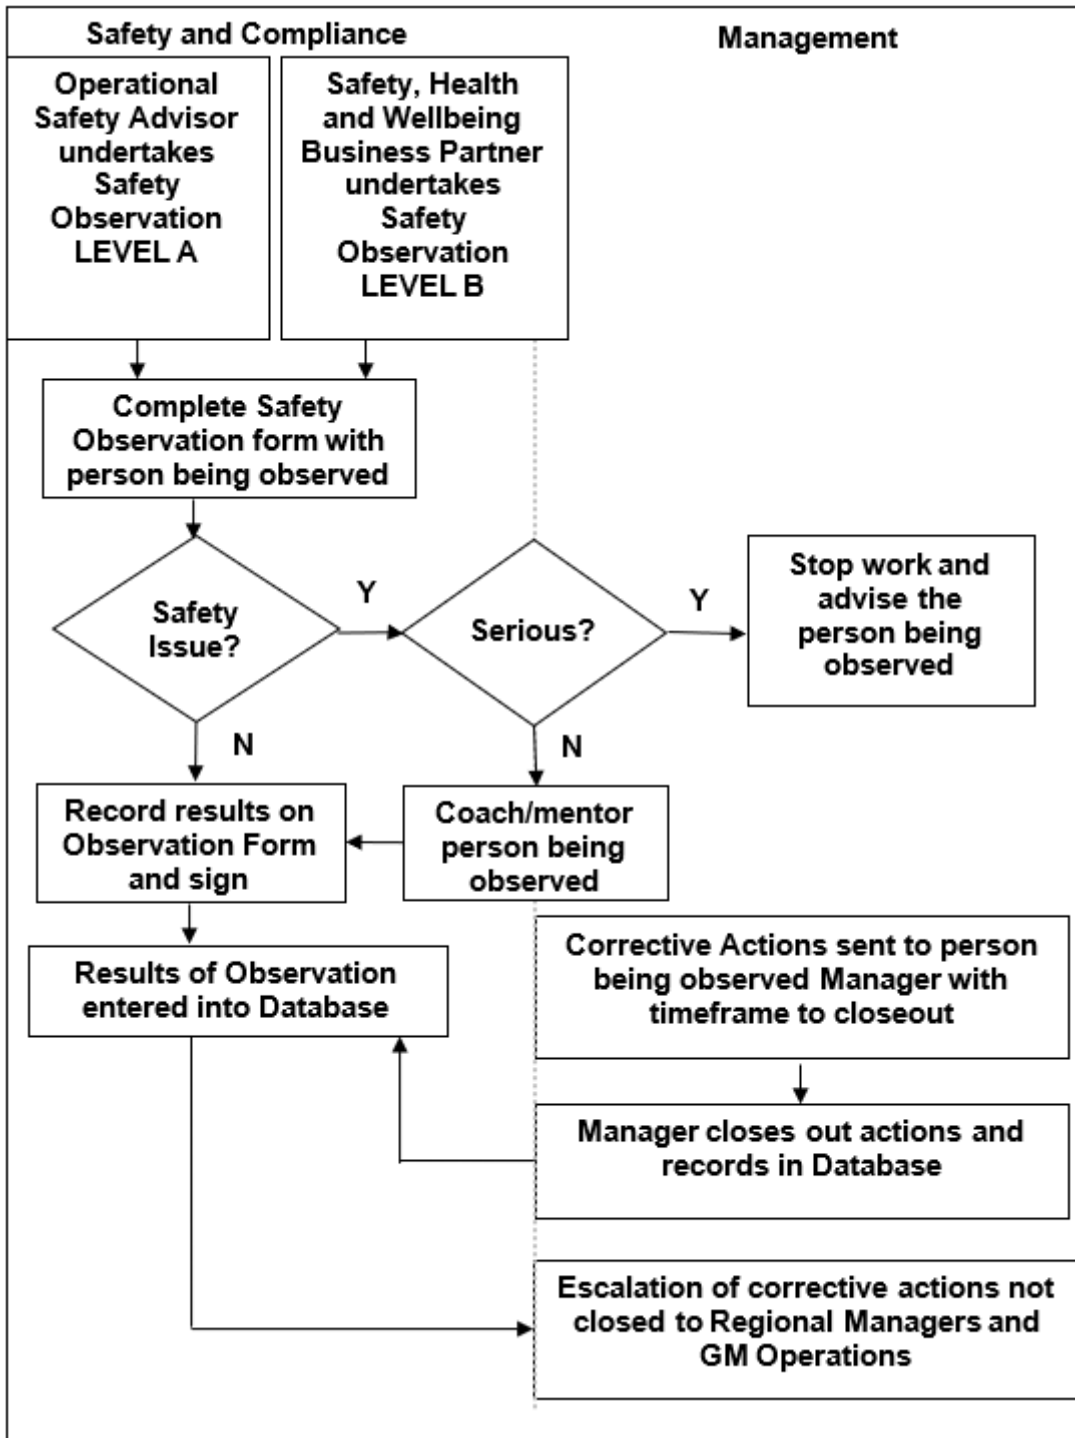 Safety and Compliance
Management
Operational
Safety Advisor
undertakes
Safety
Observation
LEVEL A
Safety, Health
and Wellbeing
Business Partner
undertakes
Safety
Observation
LEVEL B
Complete Safety
Observation form with
person being observed
Safety
Issue?
Y
Serious?
Y
Stop work and
advise the
person being
observed
N
N
Record results on
Observation Form
and sign
Coach/mentor
person being
observed
Results of Observation
entered into Database
Corrective Actions sent to person
being observed Manager with
timeframe to closeout
Manager closes out actions and
records in Database
Escalation of corrective actions not
closed to Regional Managers and
GM Operations